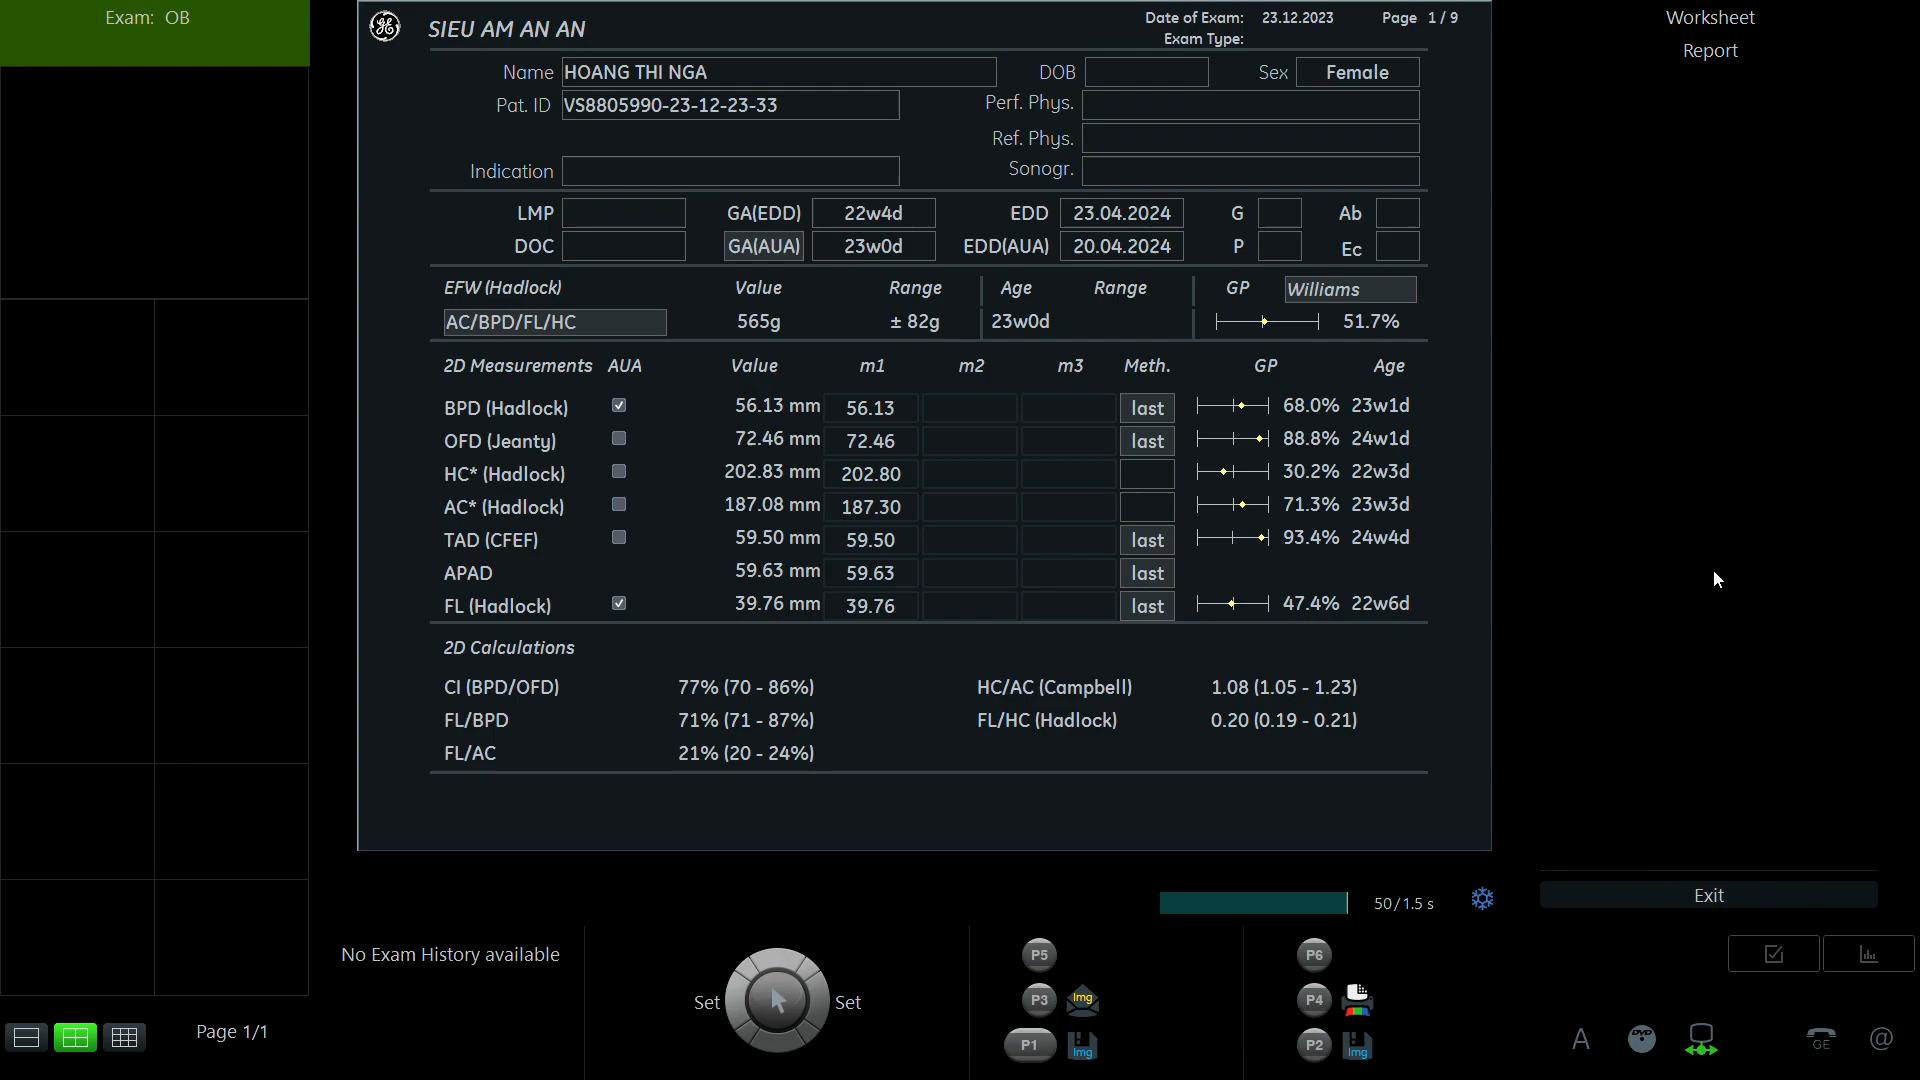 Exam: OB
SIEU AM AN AN
Date of Exam: 23.12.2023 Page 1 / 9
Exam Type:
Name HOANG THI NGA DOB Sex Female
Pat. ID VS8805990-23-12-23-33 Perf. Phys.
Ref. Phys.
Indication Sonogr.
LMP GA(EDD) 22w4d EDD 23.04.2024 G Ab
DOC GA(AUA) 23w0d EDD(AUA) 20.04.2024 P Ec
EFW (Hadlock) Value Range Age Range GP Williams
AC/BPD/FL/HC 565g ± 82g 23w0d 51.7%
2D Measurements AUA Value m1 m2 m3 Meth. GP Age
BPD (Hadlock) 56.13 mm 56.13 last 68.0% 23w1d
OFD (Jeanty) 72.46 mm 72.46 last 88.8% 24w1d
HC* (Hadlock) 202.83 mm 202.80 30.2% 22w3d
AC* (Hadlock) 187.08 mm 187.30 71.3% 23w3d
TAD (CFEF) 59.50 mm 59.50 last 93.4% 24w4d
APAD 59.63 mm 59.63 last
FL (Hadlock) 39.76 mm 39.76 last 47.4% 22w6d
2D Calculations
CI (BPD/OFD) 77% (70 - 86%) HC/AC (Campbell) 1.08 (1.05 - 1.23)
FL/BPD 71% (71 - 87%) FL/HC (Hadlock) 0.20 (0.19 - 0.21)
FL/AC 21% (20 - 24%)
Worksheet
Report
50 / 1.5 s
Exit
No Exam History available
Set Set
P5 P6
P3 Img P4
P1 Img P2 Img
Page 1/1
A DVD GE @